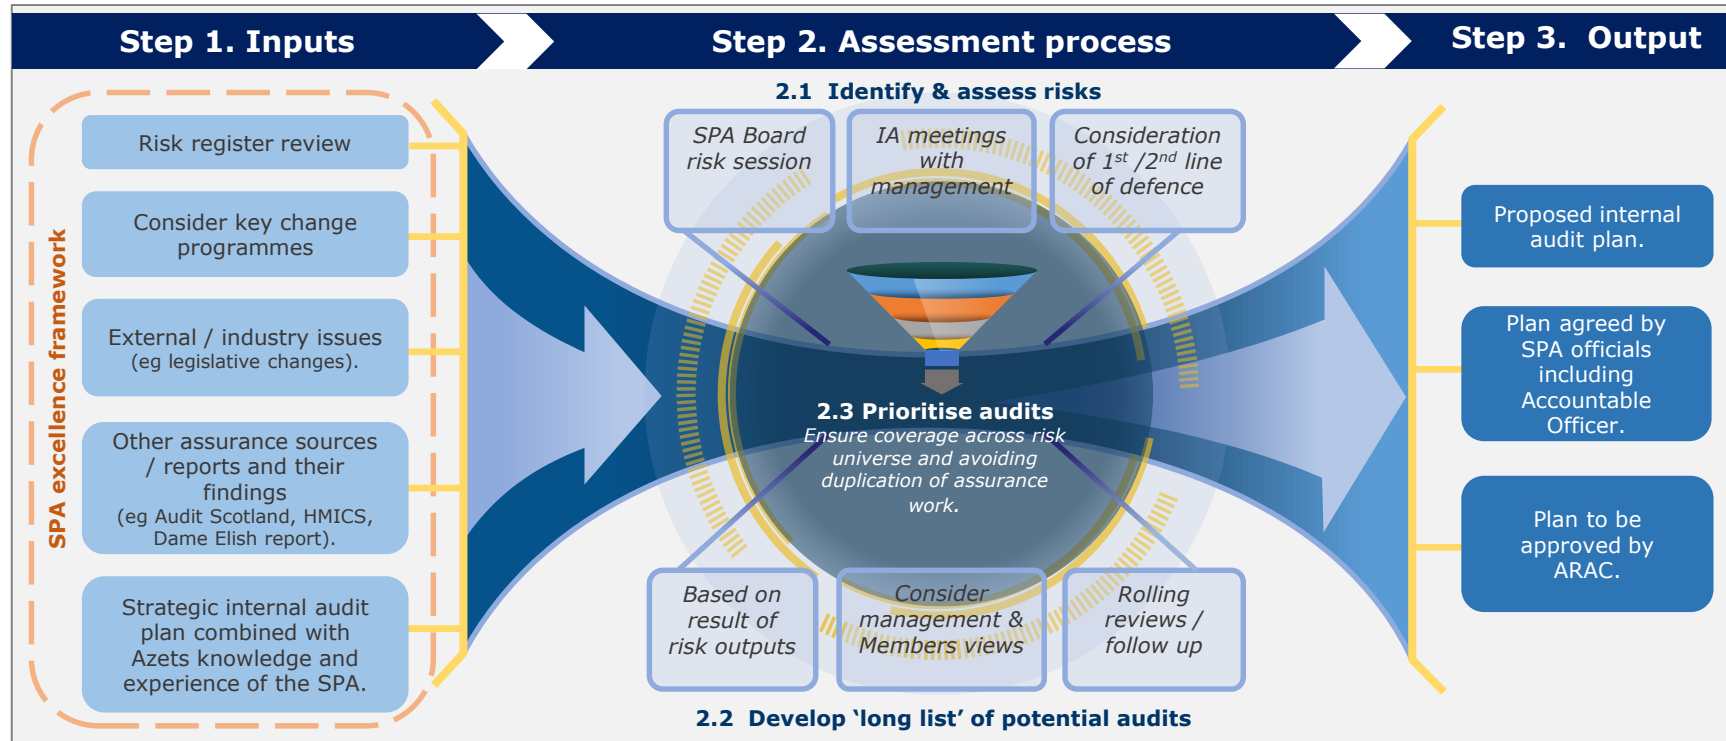 Step 1. Inputs
Step 2. Assessment process
Step 3. Output
SPA excellence framework
Risk register review
Consider key change
programmes
External / industry issues
(eg legislative changes).
Other assurance sources
/ reports and their
findings
(eg Audit Scotland, HMICS,
Dame Elish report).
Strategic internal audit
plan combined with
Azets knowledge and
experience of the SPA.
2.1 Identify & assess risks
SPA Board
risk session
IA meetings
with
management
Consideration
of 1st /2nd line
of defence
2.3 Prioritise audits
Ensure coverage across risk
universe and avoiding
duplication of assurance
work.
Based on
result of
risk outputs
Consider
management &
Members views
Rolling
reviews /
follow up
2.2 Develop ‘long list’ of potential audits
Proposed internal
audit plan.
Plan agreed by
SPA officials
including
Accountable
Officer.
Plan to be
approved by
ARAC.